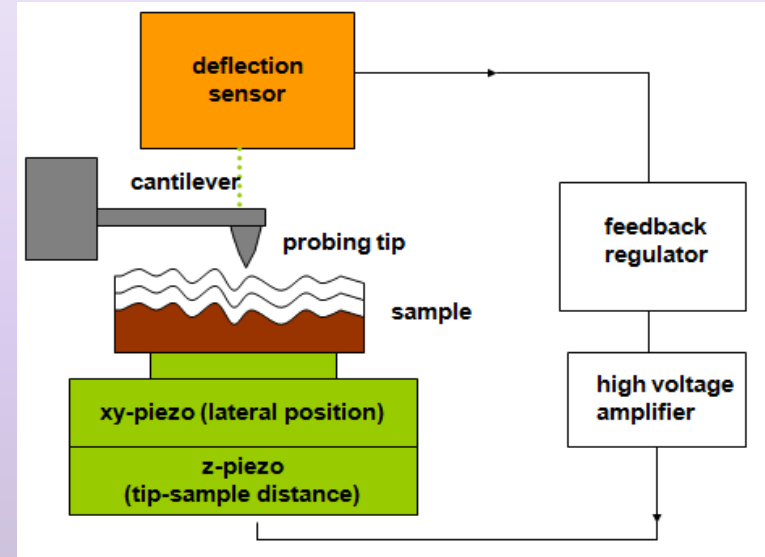 deflection
sensor
cantilever
probing tip
feedback
regulator
sample
high voltage
amplifier
xy-piezo (lateral position)
z-piezo
(tip-sample distance)